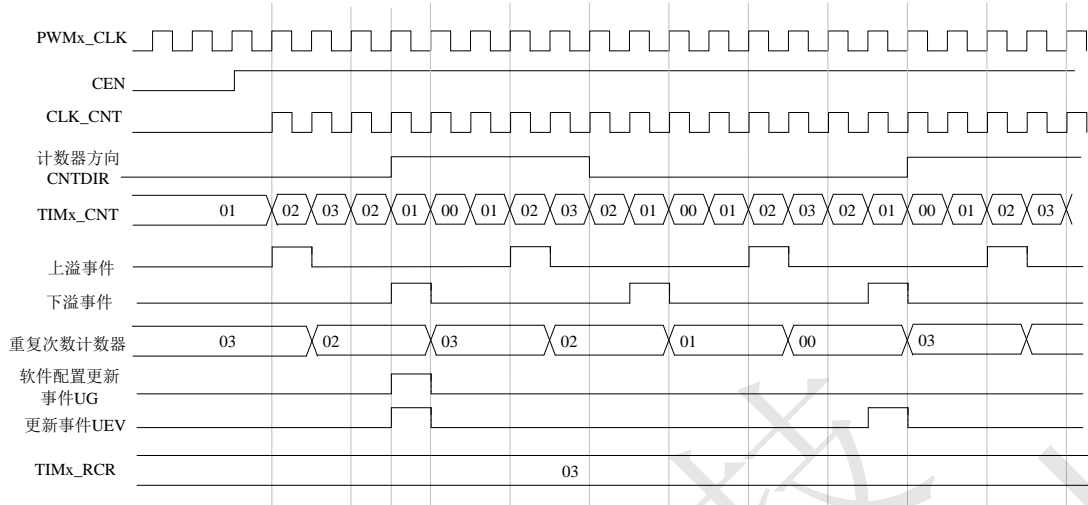 PWMx_CLK
CEN
CLK_CNT
计数器方向
CNTDIR
TIMx_CNT 01 02 03 02 01 00 01 02 03 02 01 00 01 02 03 02 01 00 01 02 03
上溢事件
下溢事件
重复次数计数器 03 02 03 02 01 00 03
软件配置更新
事件UG
更新事件UEV
TIMx_RCR 03